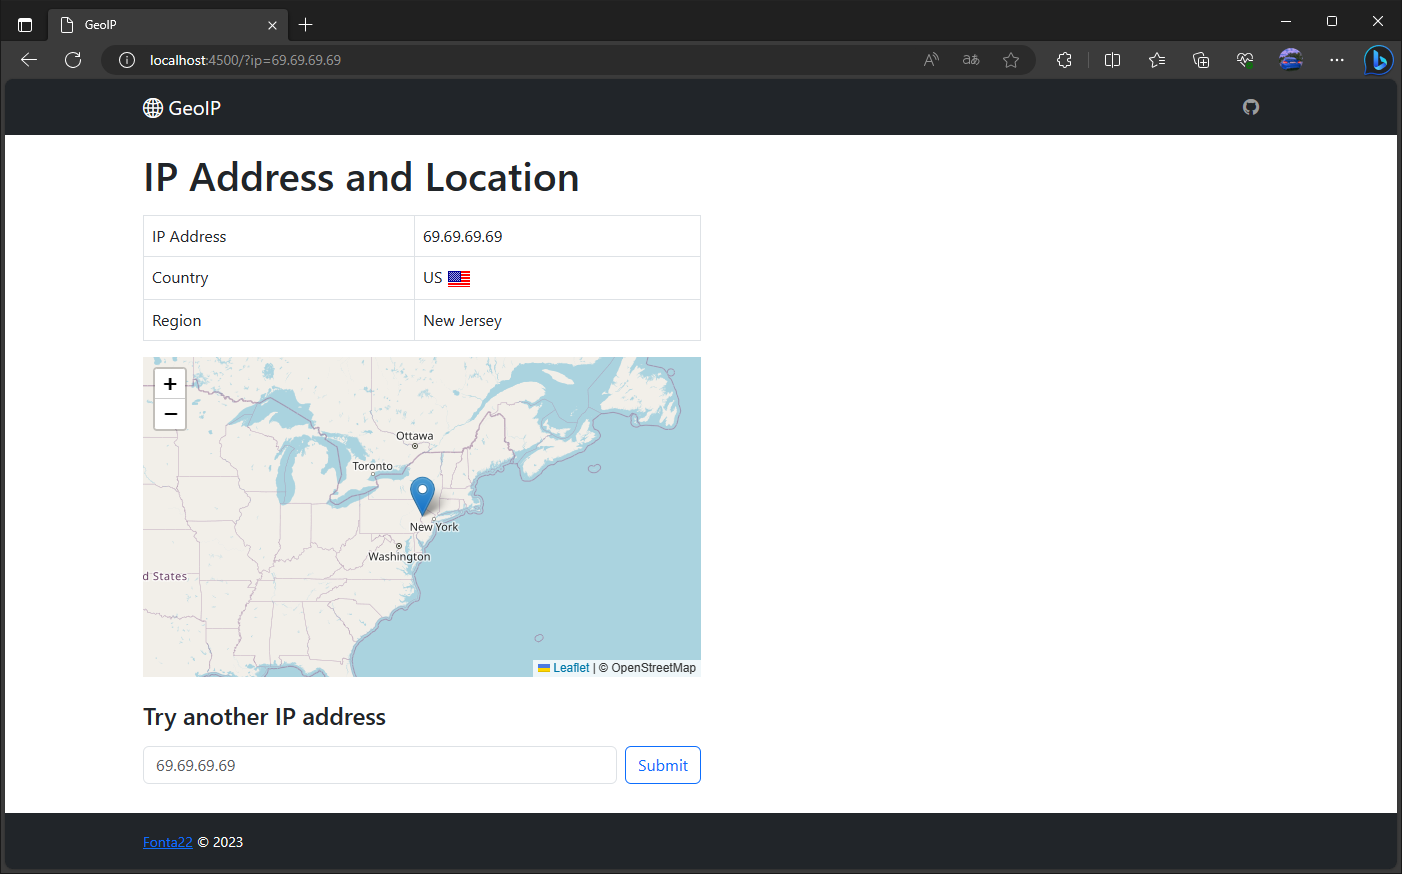 GeoIP
localhost:4500/?ip=69.69.69.69
GeoIP
IP Address and Location
IP Address 69.69.69.69
Country US
Region New Jersey
+
−
Ottawa
Toronto
New York
Washington
d States
Leaflet | © OpenStreetMap
Try another IP address
69.69.69.69 Submit
Fonta22 © 2023